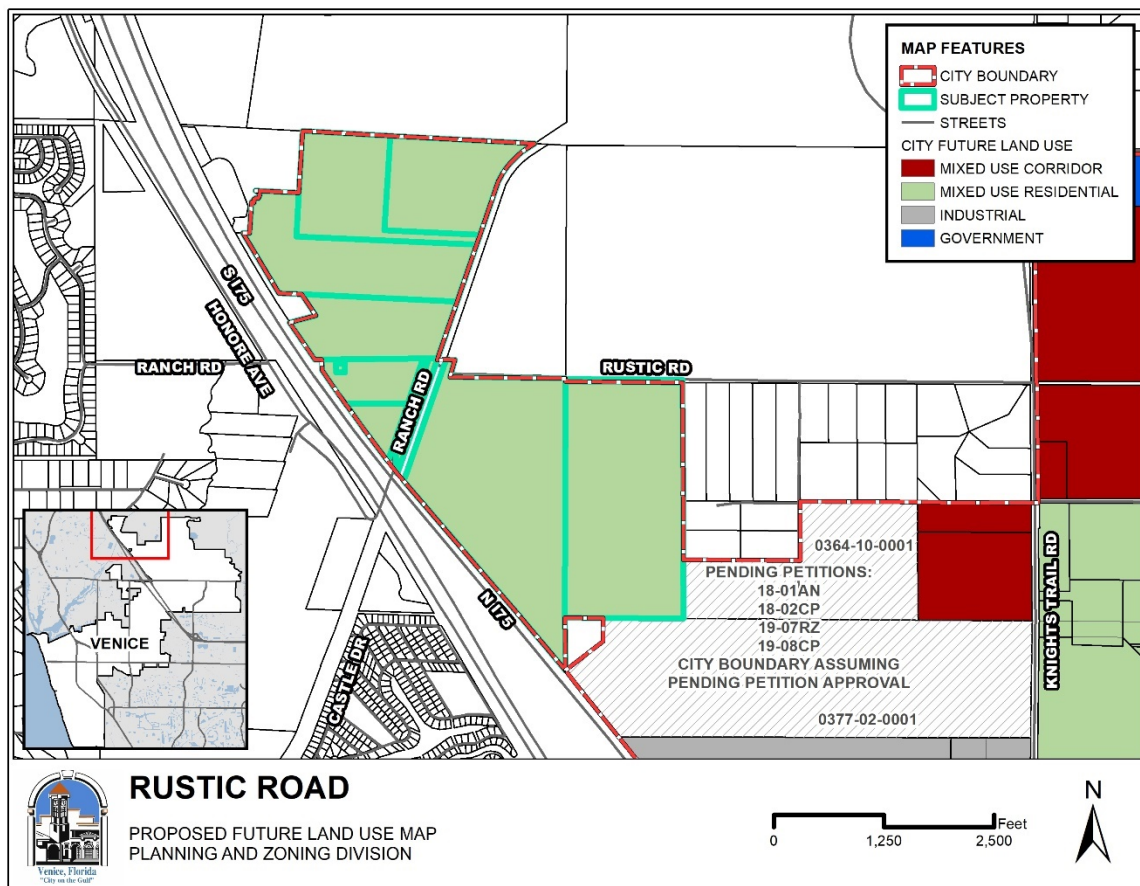 MAP FEATURES
CITY BOUNDARY
SUBJECT PROPERTY
STREETS
CITY FUTURE LAND USE
MIXED USE CORRIDOR
MIXED USE RESIDENTIAL
INDUSTRIAL
GOVERNMENT
S I75
HONORE AVE
RANCH RD
RANCH RD
RUSTIC RD
N I75
CASTLE DR
KNIGHTS TRAIL RD
0364-10-0001
PENDING PETITIONS:
18-01AN
18-02CP
19-07RZ
19-08CP
CITY BOUNDARY ASSUMING
PENDING PETITION APPROVAL
0377-02-0001
VENICE
Venice, Florida
"City on the Gulf"
RUSTIC ROAD
PROPOSED FUTURE LAND USE MAP
PLANNING AND ZONING DIVISION
Feet
0 1,250 2,500
N